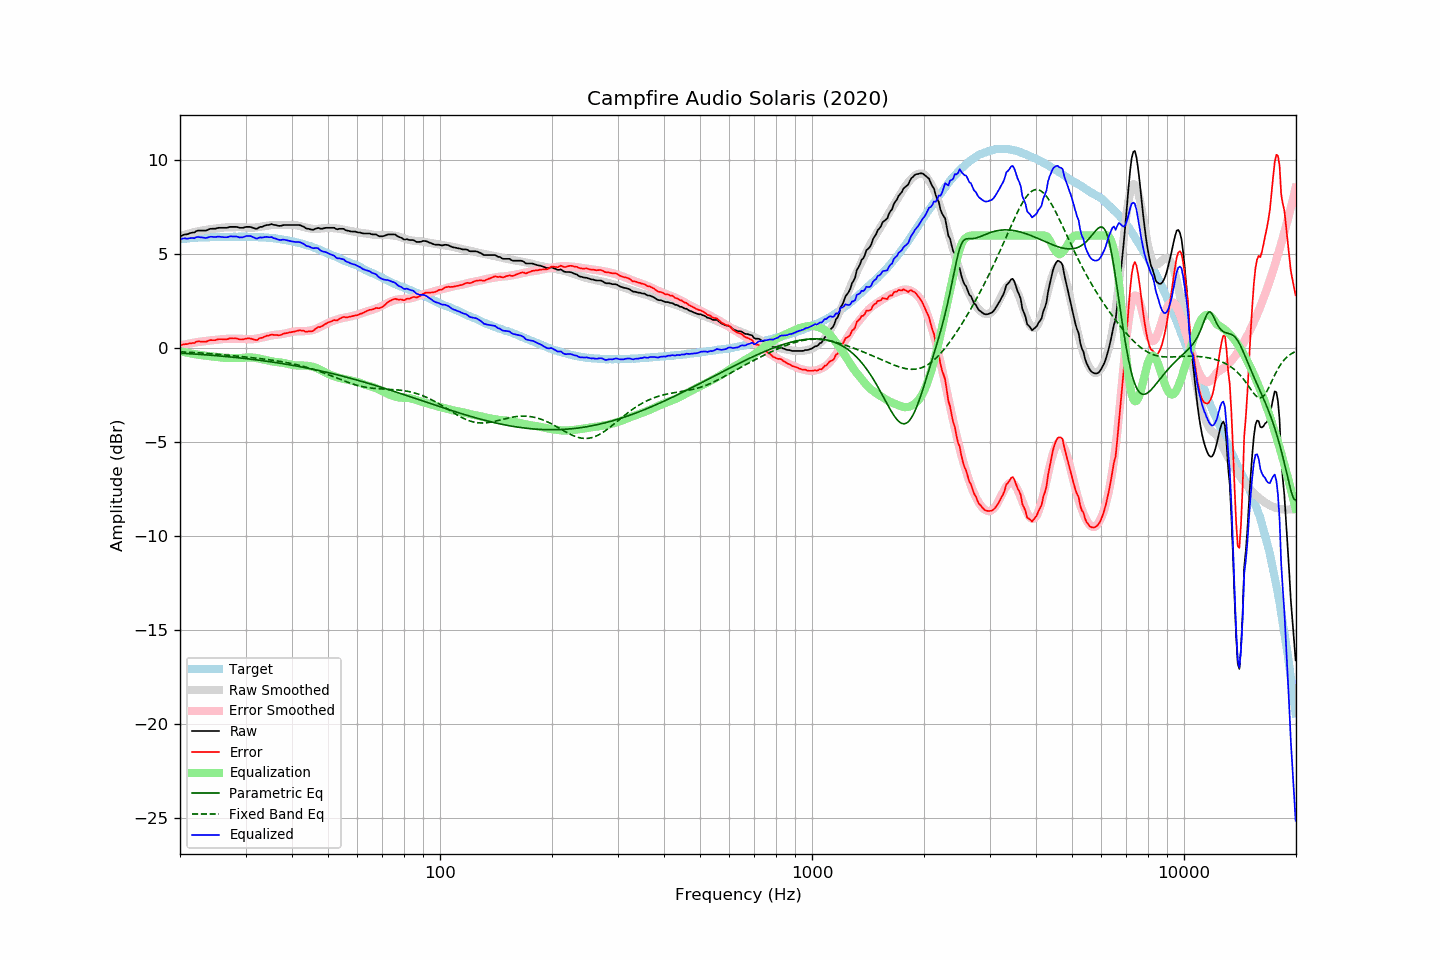 Campfire Audio Solaris (2020)
Amplitude (dBr)
10
5
0
−5
−10
−15
−20
−25
Target
Raw Smoothed
Error Smoothed
Raw
Error
Equalization
Parametric Eq
Fixed Band Eq
Equalized
100
1000
10000
Frequency (Hz)